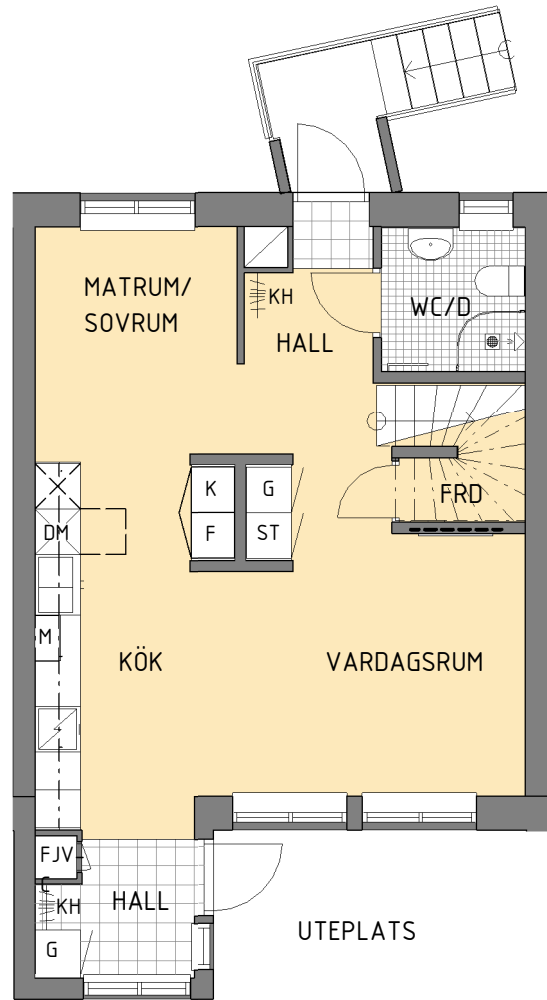 MATRUM/
SOVRUM
KH
HALL
WC/D
K
G
F
ST
FRD
DM
M
KÖK
VARDAGSRUM
FJV
KH
HALL
G
UTEPLATS